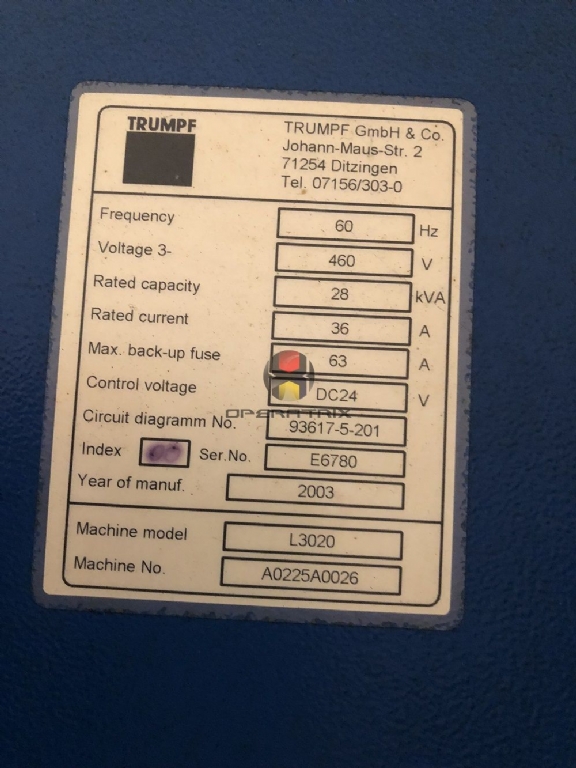 TRUMPF
TRUMPF GmbH & Co.
Johann-Maus-Str. 2
71254 Ditzingen
Tel. 07156/303-0
Frequency 60 Hz
Voltage 3~ 460 V
Rated capacity 28 kVA
Rated current 36 A
Max. back-up fuse 63 A
Control voltage DC24 V
OPERATRIX
Circuit diagramm No. 93617-5-201
Index Ser.No. E6780
Year of manuf. 2003
Machine model L3020
Machine No. A0225A0026